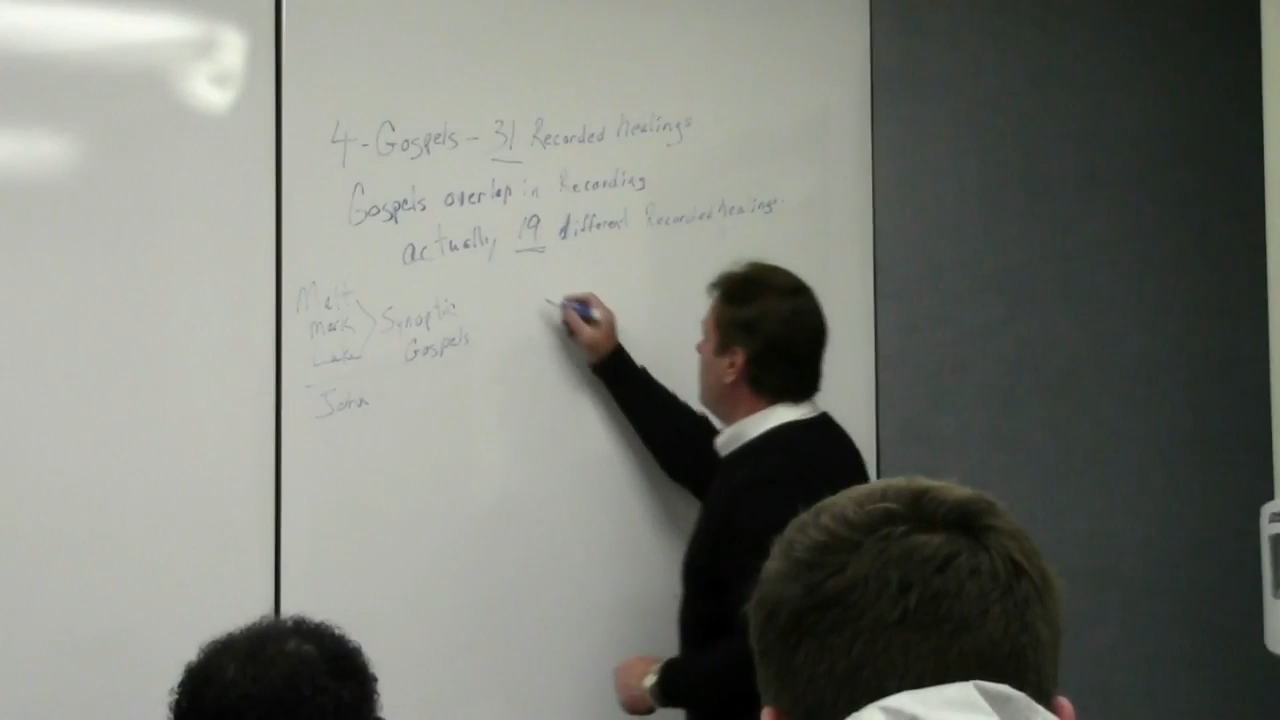 4-Gospels - 31 Recorded healings
Gospels overlap in Recording
actually 19 different Recorded healings.
Matt
Mark
Luke
Synoptic
Gospels
John